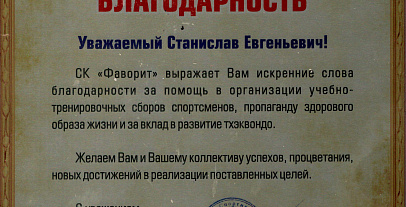 БЛАГОДАРНОСТЬ
Уважаемый Станислав Евгеньевич!
СК «Фаворит» выражает Вам искренние слова
благодарности за помощь в организации учебно-
тренировочных сборов спортсменов, пропаганду здорового
образа жизни и за вклад в развитие тхэквондо.
Желаем Вам и Вашему коллективу успехов, процветания,
новых достижений в реализации поставленных целей.
С уважением